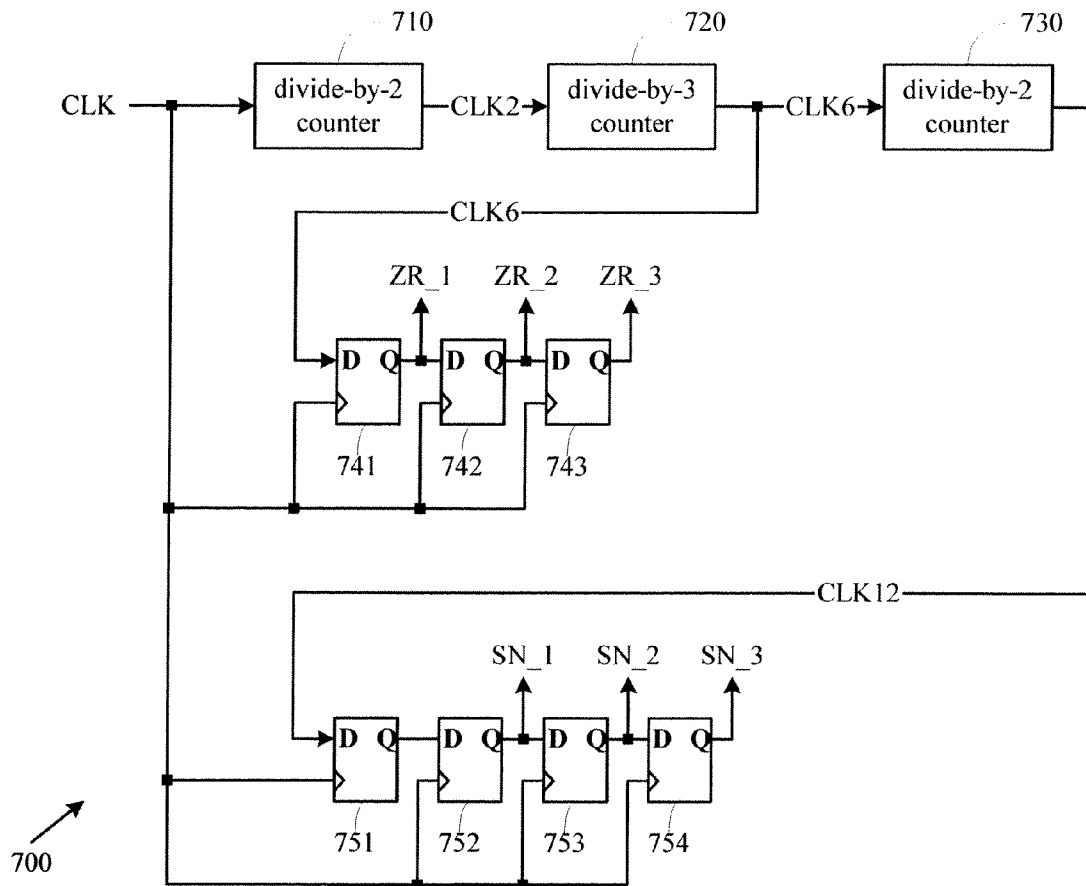 710
720
730
CLK
divide-by-2
counter
CLK2
divide-by-3
counter
CLK6
divide-by-2
counter
CLK6
ZR_1
ZR_2
ZR_3
D Q
D Q
D Q
741
742
743
CLK12
SN_1
SN_2
SN_3
D Q
D Q
D Q
D Q
751
752
753
754
700